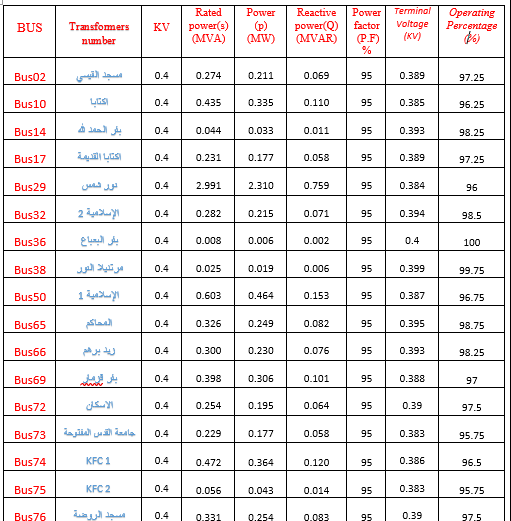 BUS Transformers number KV Rated power(s) (MVA) Power (p) (MW) Reactive power(Q) (MVAR) Power factor (P.F) % Terminal Voltage (KV) Operating Percentage (%)
Bus02 مسجد القيسي 0.4 0.274 0.211 0.069 95 0.389 97.25
Bus10 اكتابا 0.4 0.435 0.335 0.110 95 0.385 96.25
Bus14 بئر الحمد لله 0.4 0.044 0.033 0.011 95 0.393 98.25
Bus17 اكتابا القديمة 0.4 0.231 0.177 0.058 95 0.389 97.25
Bus29 نور شمس 0.4 2.991 2.310 0.759 95 0.384 96
Bus32 الإسلامية 2 0.4 0.282 0.215 0.071 95 0.394 98.5
Bus36 بئر البعباع 0.4 0.008 0.006 0.002 95 0.4 100
Bus38 مرتديلا النور 0.4 0.025 0.019 0.006 95 0.399 99.75
Bus50 الإسلامية 1 0.4 0.603 0.464 0.153 95 0.387 96.75
Bus65 المحاكم 0.4 0.326 0.249 0.082 95 0.395 98.75
Bus66 زيد برهم 0.4 0.300 0.230 0.076 95 0.393 98.25
Bus69 بئر قزمار 0.4 0.398 0.306 0.101 95 0.388 97
Bus72 الاسكان 0.4 0.254 0.195 0.064 95 0.39 97.5
Bus73 جامعة القدس المفتوحة 0.4 0.229 0.177 0.058 95 0.383 95.75
Bus74 KFC 1 0.4 0.472 0.364 0.120 95 0.386 96.5
Bus75 KFC 2 0.4 0.056 0.043 0.014 95 0.383 95.75
Bus76 مسجد الروضة 0.4 0.331 0.254 0.083 95 0.39 97.5